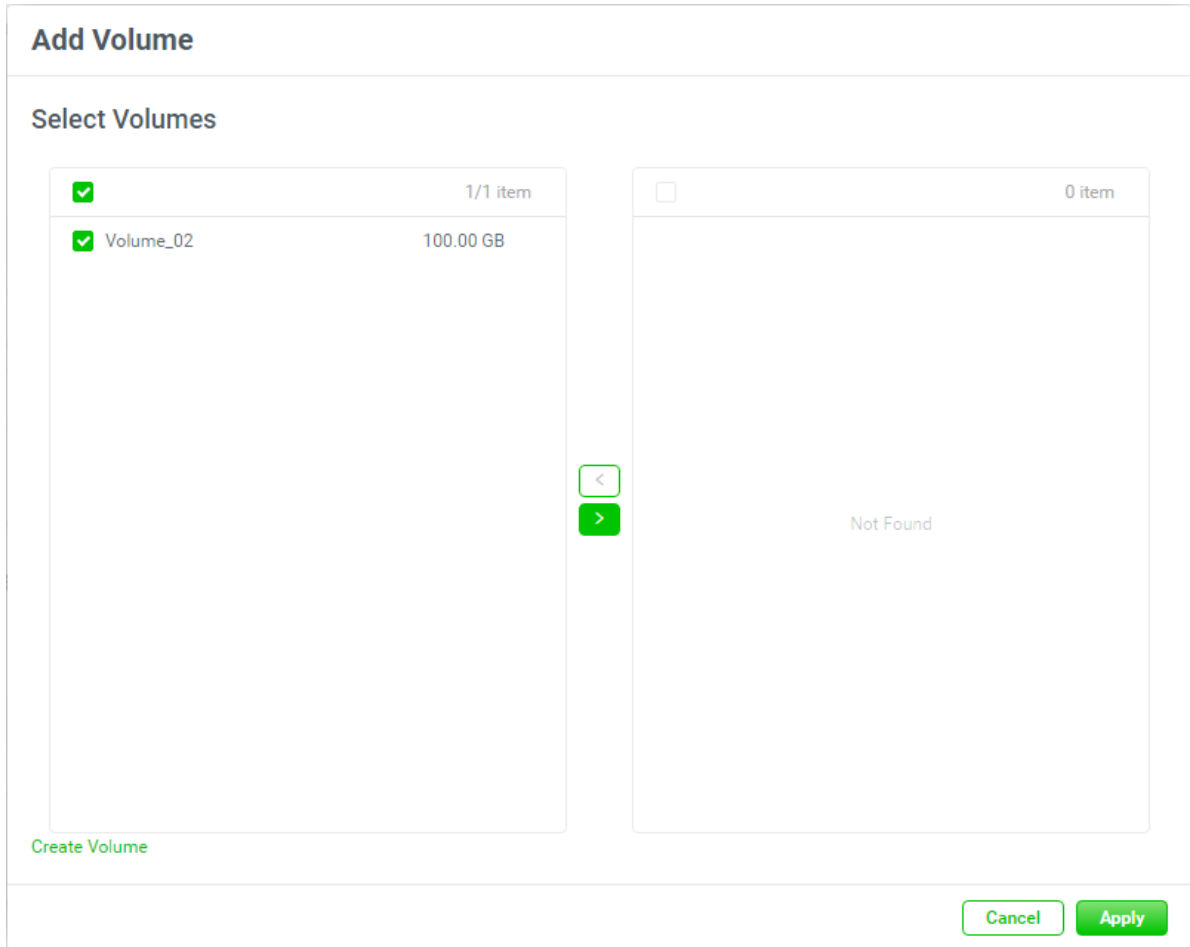 Add Volume
Select Volumes
1/1 item
0 item
Volume_02 100.00 GB
<
>
Not Found
Create Volume
Cancel Apply